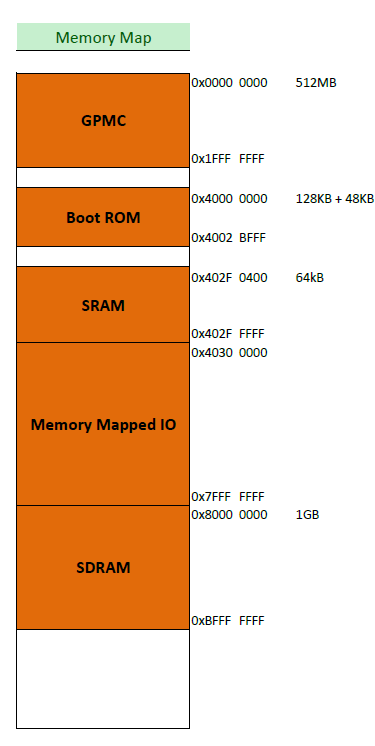 Memory Map
0x0000 0000 512MB
GPMC
0x1FFF FFFF
0x4000 0000 128KB + 48KB
Boot ROM
0x4002 BFFF
0x402F 0400 64kB
SRAM
0x402F FFFF
0x4030 0000
Memory Mapped IO
0x7FFF FFFF
0x8000 0000 1GB
SDRAM
0xBFFF FFFF